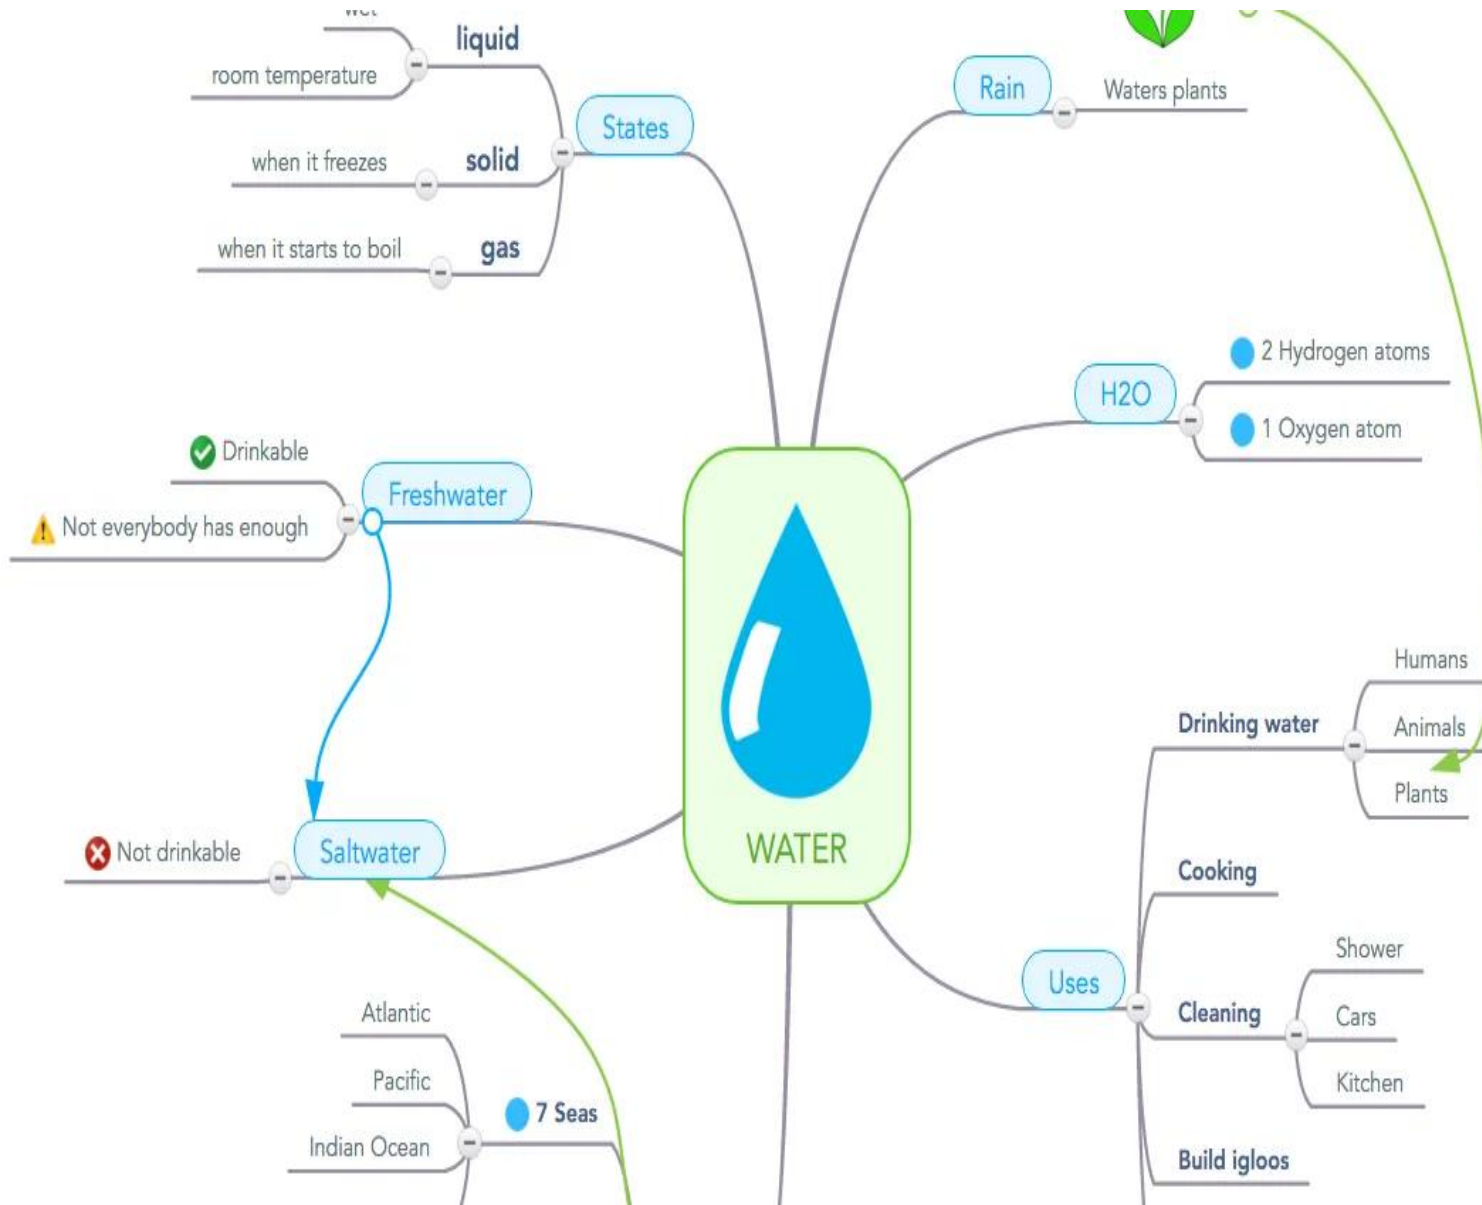 liquid
room temperature
States
when it freezes
solid
when it starts to boil
gas
Rain
Waters plants
H2O
2 Hydrogen atoms
1 Oxygen atom
Drinkable
Freshwater
Not everybody has enough
WATER
Not drinkable
Saltwater
Drinking water
Humans
Animals
Plants
Cooking
Uses
Cleaning
Shower
Cars
Kitchen
Build igloos
Atlantic
Pacific
Indian Ocean
7 Seas